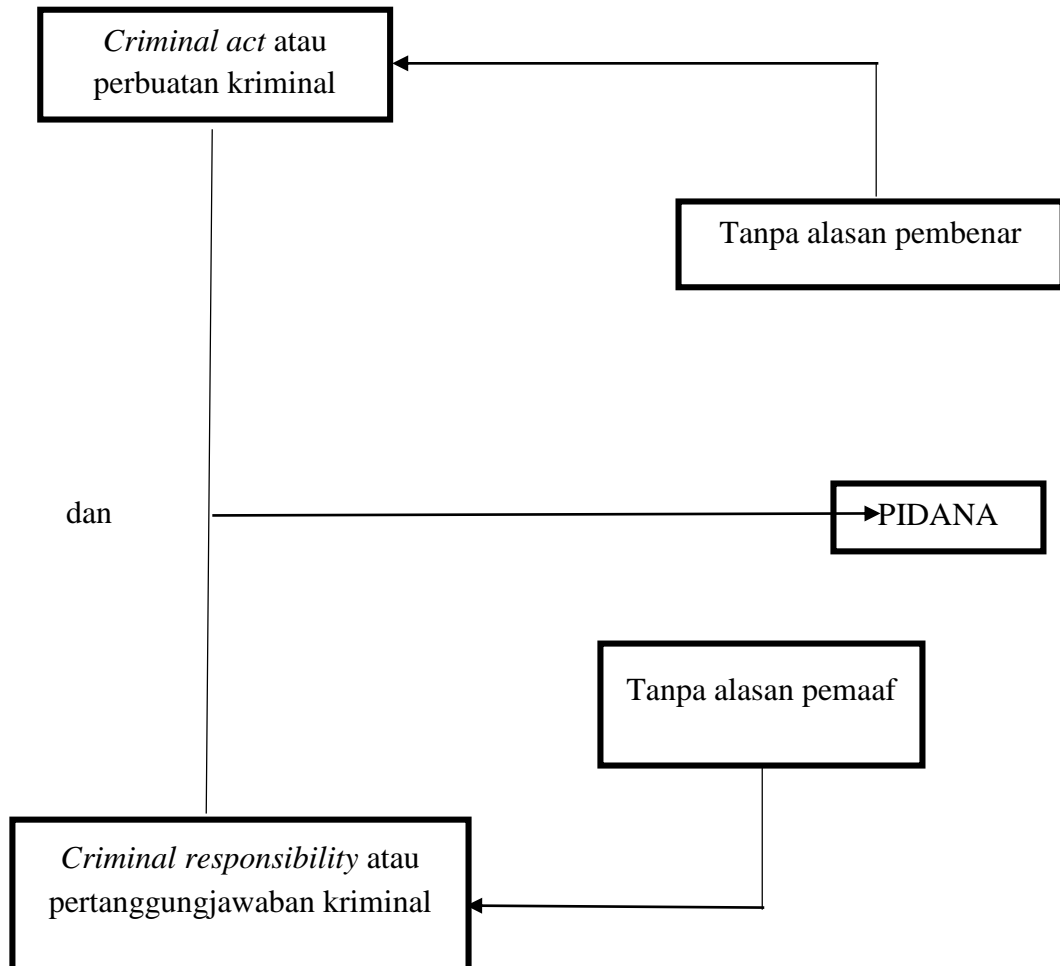 Criminal act atau
perbuatan kriminal
Tanpa alasan pembenar
dan
PIDANA
Tanpa alasan pemaaf
Criminal responsibility atau
pertanggungjawaban kriminal